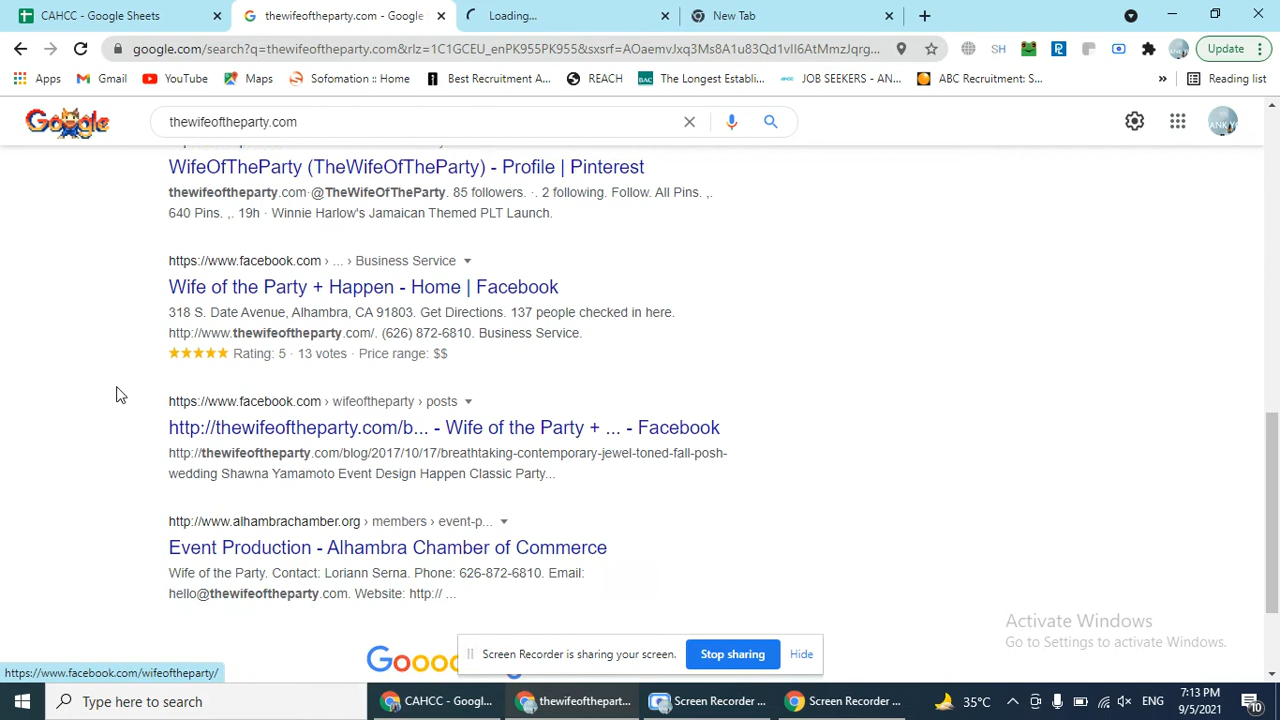 CAHCC - Google Sheets
thewifeoftheparty.com - Google
Loading...
New Tab
google.com/search?q=thewifeoftheparty.com&rlz=1C1GCEU_enPK955PK955&sxsrf=AOaemvJxq3Ms8A1u83Qd1vII6AtMmzJqrg...
SH
Update
Apps
Gmail
YouTube
Maps
Sofomation :: Home
Best Recruitment A...
REACH
The Longest Establi...
JOB SEEKERS - AN...
ABC Recruitment: S...
»
Reading list
Google
thewifeoftheparty.com
WifeOfTheParty (TheWifeOfTheParty) - Profile | Pinterest
thewifeoftheparty.com·@TheWifeOfTheParty. 85 followers. ·. 2 following. Follow. All Pins. ,.
640 Pins. ,. 19h · Winnie Harlow's Jamaican Themed PLT Launch.
https://www.facebook.com › ... › Business Service
Wife of the Party + Happen - Home | Facebook
318 S. Date Avenue, Alhambra, CA 91803. Get Directions. 137 people checked in here.
http://www.thewifeoftheparty.com/. (626) 872-6810. Business Service.
Rating: 5 · 13 votes · Price range: $$
https://www.facebook.com › wifeoftheparty › posts
http://thewifeoftheparty.com/b... - Wife of the Party + ... - Facebook
http://thewifeoftheparty.com/blog/2017/10/17/breathtaking-contemporary-jewel-toned-fall-posh-
wedding Shawna Yamamoto Event Design Happen Classic Party...
http://www.alhambrachamber.org › members › event-p...
Event Production - Alhambra Chamber of Commerce
Wife of the Party. Contact: Loriann Serna. Phone: 626-872-6810. Email:
hello@thewifeoftheparty.com. Website: http:// ...
Activate Windows
Go to Settings to activate Windows.
Screen Recorder is sharing your screen.
Stop sharing
Hide
https://www.facebook.com/wifeoftheparty/
Type here to search
CAHCC - Googl...
thewifeoftheparty...
Screen Recorder ...
Screen Recorder ...
35°C
ENG
7:13 PM
9/5/2021
10